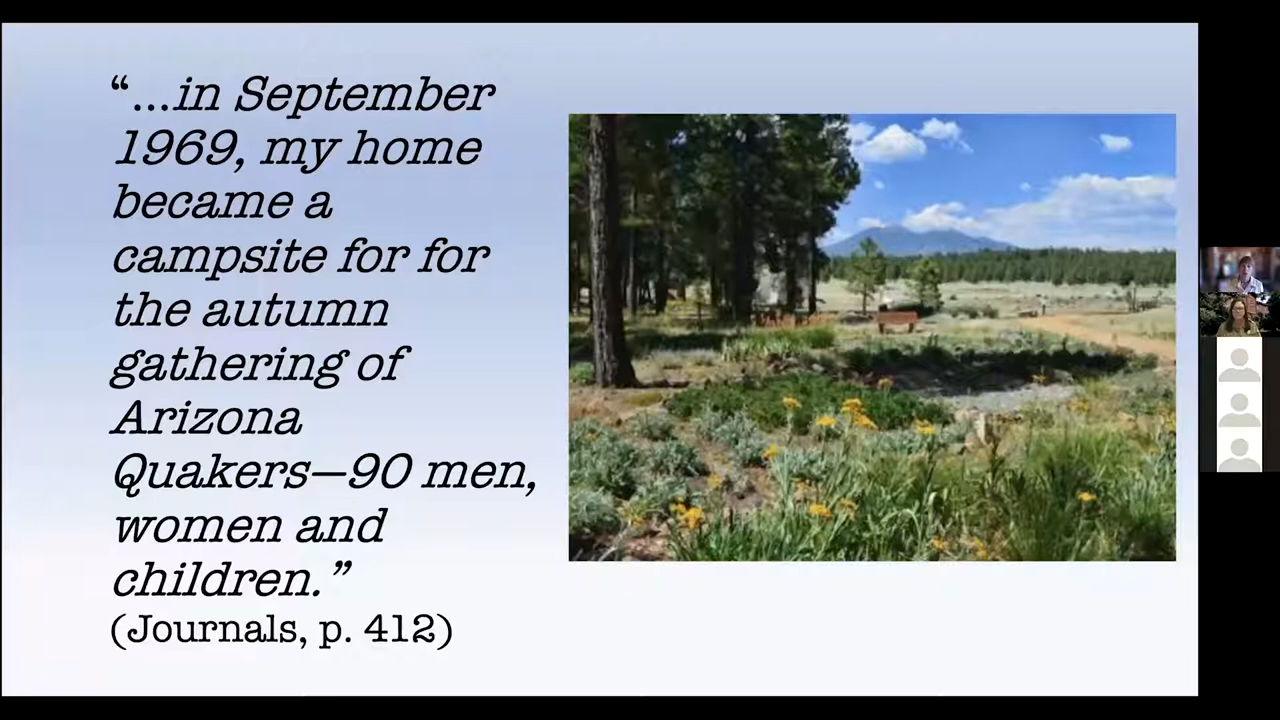 “…in September
1969, my home
became a
campsite for for
the autumn
gathering of
Arizona
Quakers—90 men,
women and
children.”
(Journals, p. 412)